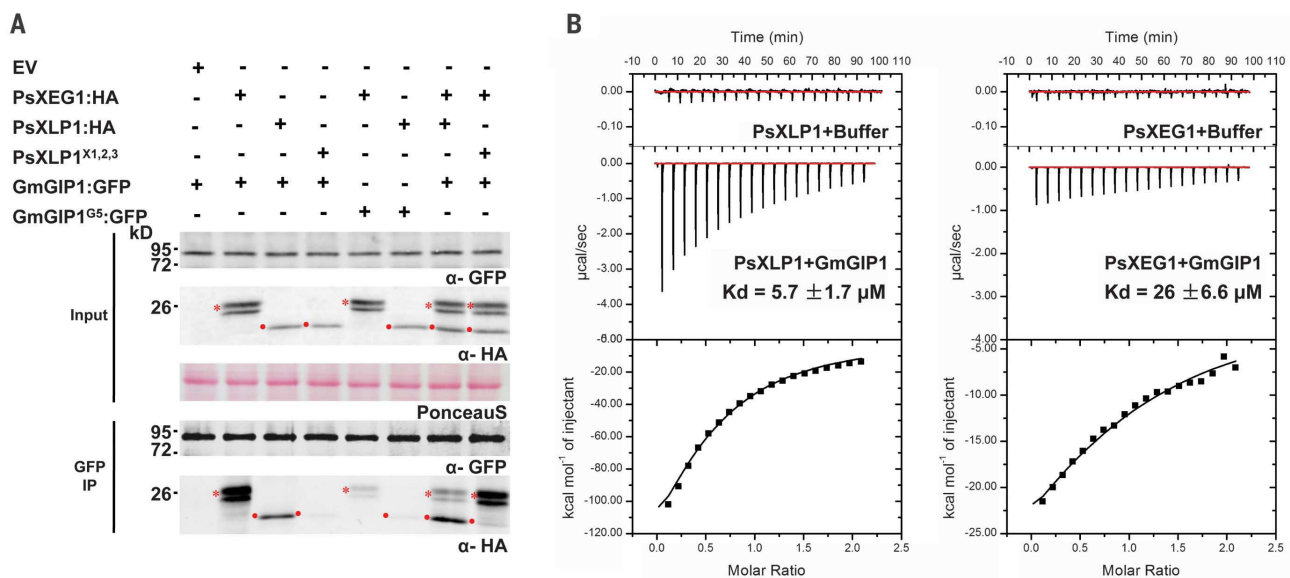 A
EV + - - - - - - -
PsXEG1:HA - + - - + - + +
PsXLP1:HA - - + - - + + -
PsXLP1X1,2,3 - - - + - - - +
GmGIP1:GFP + + + + - - + +
GmGIP1G5:GFP - - - - + + - -
kD
95-
72-
α- GFP
26-
Input
α- HA
PonceauS
95-
72-
α- GFP
GFP
IP
26-
α- HA
B
Time (min)
-10 0 10 20 30 40 50 60 70 80 90 100 110
0.00
-0.10
PsXLP1+Buffer
0.00
-1.00
-2.00
-3.00
-4.00
-6.00
µcal/sec
PsXLP1+GmGIP1
Kd = 5.7 ±1.7 µM
-20.00
-40.00
-60.00
-80.00
-100.00
-120.00
kcal mol-1 of injectant
0.0 0.5 1.0 1.5 2.0 2.5
Molar Ratio
Time (min)
-10 0 10 20 30 40 50 60 70 80 90 100 110
0.00
-0.10
PsXEG1+Buffer
0.00
-1.00
-2.00
-3.00
-4.00
µcal/sec
PsXEG1+GmGIP1
Kd = 26 ±6.6 µM
-5.00
-10.00
-15.00
-20.00
-25.00
kcal mol-1 of injectant
0.0 0.5 1.0 1.5 2.0 2.5
Molar Ratio